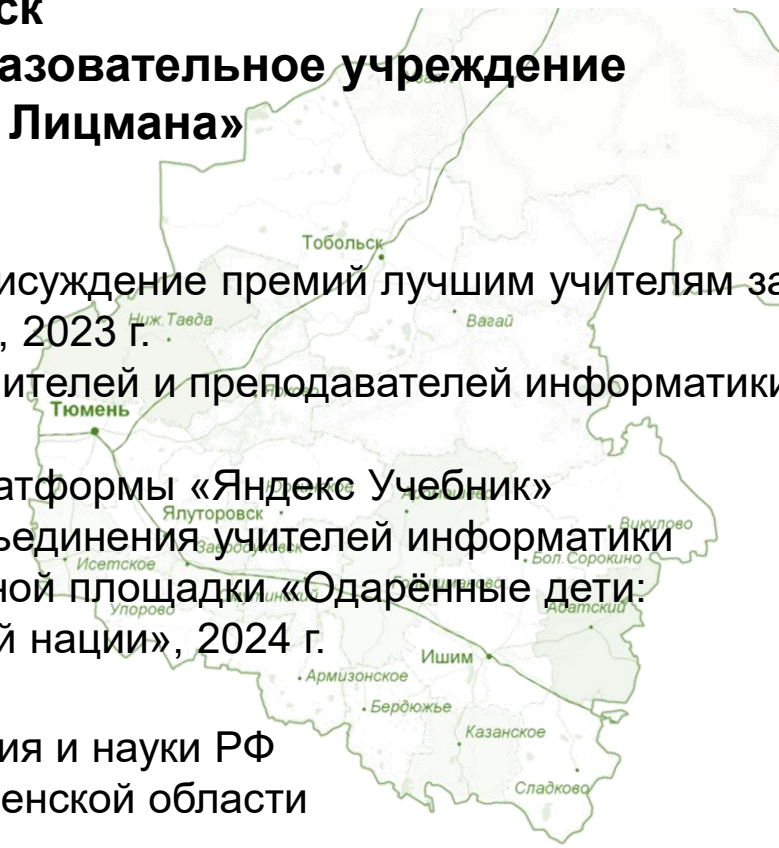 ск
азовательное учреждение
Лицмана»
Тобольск
исуждение премий лучшим учителям за
Ниж.Тавда
Вагай
, 2023 г.
ителей и преподавателей информатики
Тюмень
атформы «Яндекс Учебник»
Ялуторовск
Викулово
ъединения учителей информатики
Исетское
Бол.Сорокино
ной площадки «Одарённые дети:
Упорово
Абатский
й нации», 2024 г.
Ишим
Армизонское
Бердюжье
Казанское
ия и науки РФ
Сладково
енской области